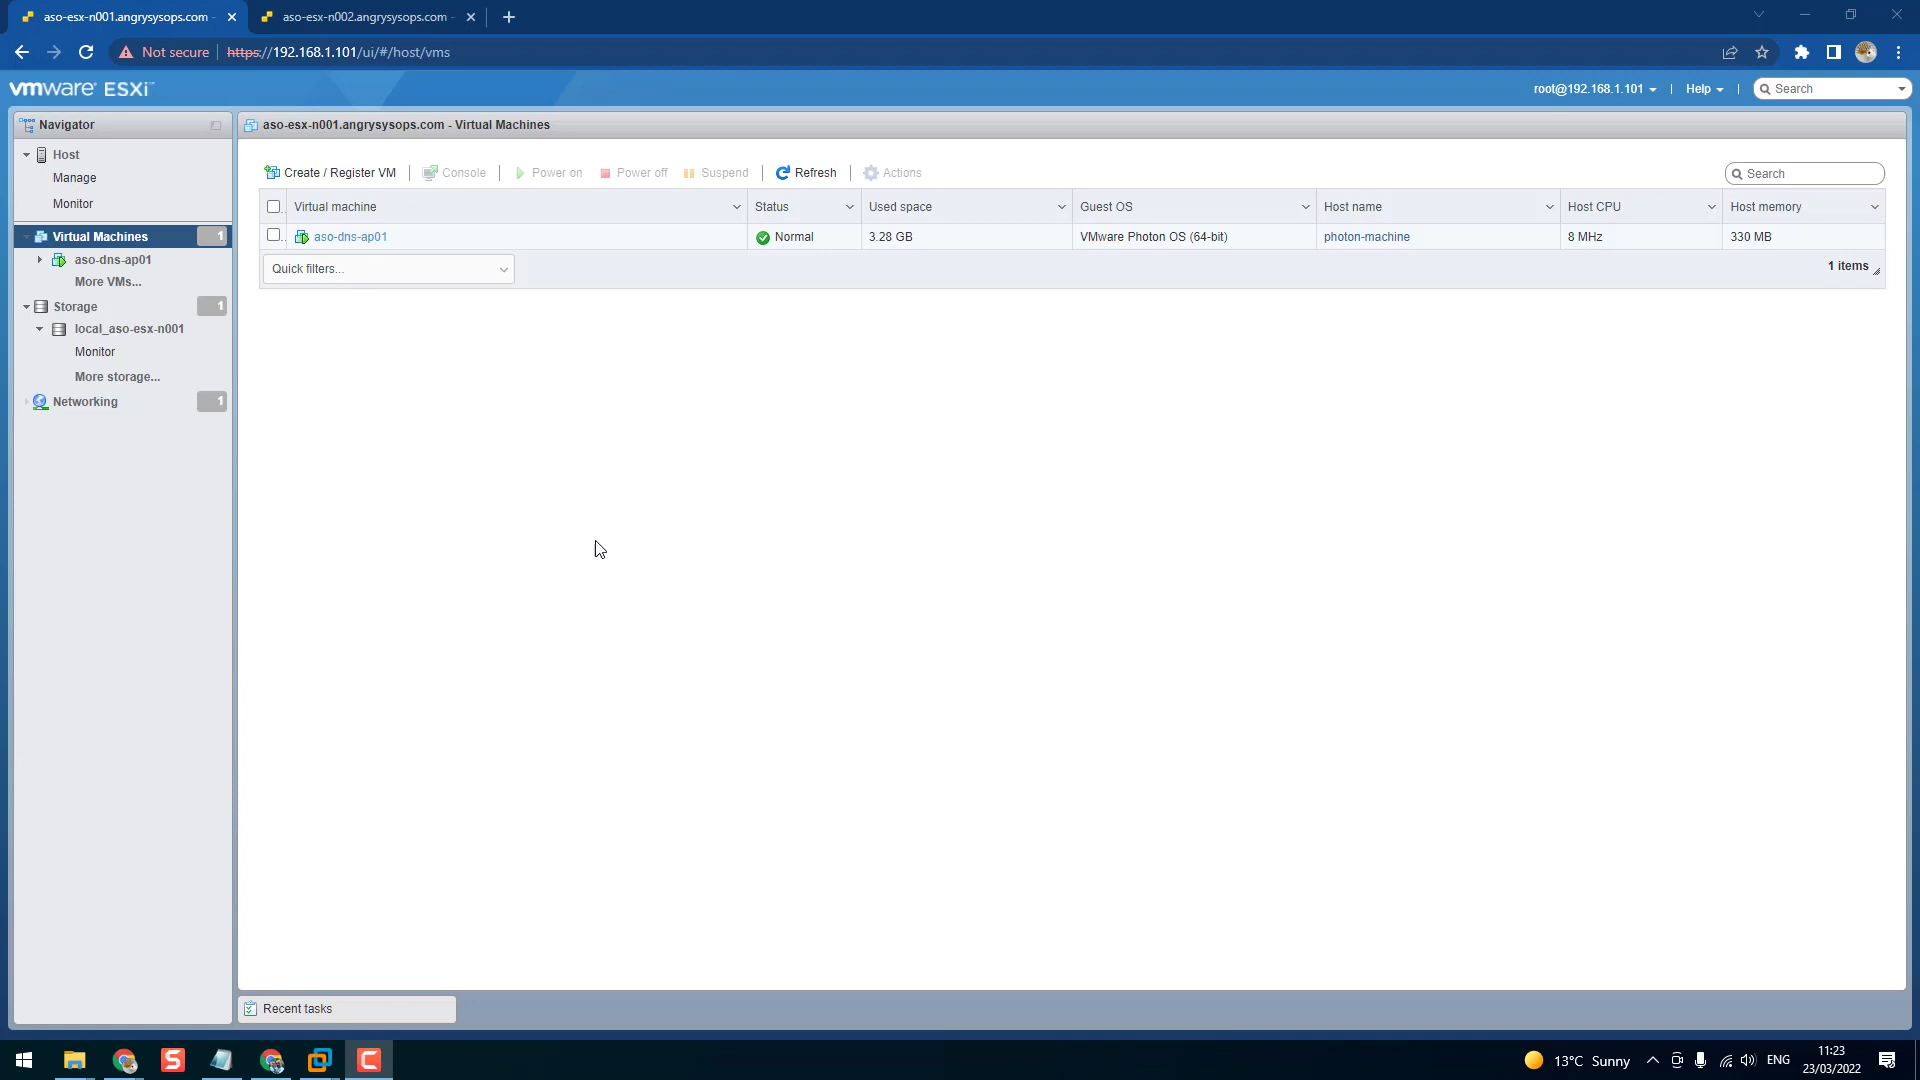 aso-esx-n001.angrysysops.com -
aso-esx-n002.angrysysops.com -
Not secure | https://192.168.1.101/ui/#/host/vms
vmware ESXi™
root@192.168.1.101 | Help | Search
Navigator
Host
Manage
Monitor
Virtual Machines 1
aso-dns-ap01
More VMs...
Storage 1
local_aso-esx-n001
Monitor
More storage...
Networking 1
aso-esx-n001.angrysysops.com - Virtual Machines
Create / Register VM | Console | Power on Power off Suspend | Refresh | Actions
Search
Virtual machine Status Used space Guest OS Host name Host CPU Host memory
aso-dns-ap01 Normal 3.28 GB VMware Photon OS (64-bit) photon-machine 8 MHz 330 MB
Quick filters...
1 items
Recent tasks
S C
13°C Sunny ENG
11:23
23/03/2022